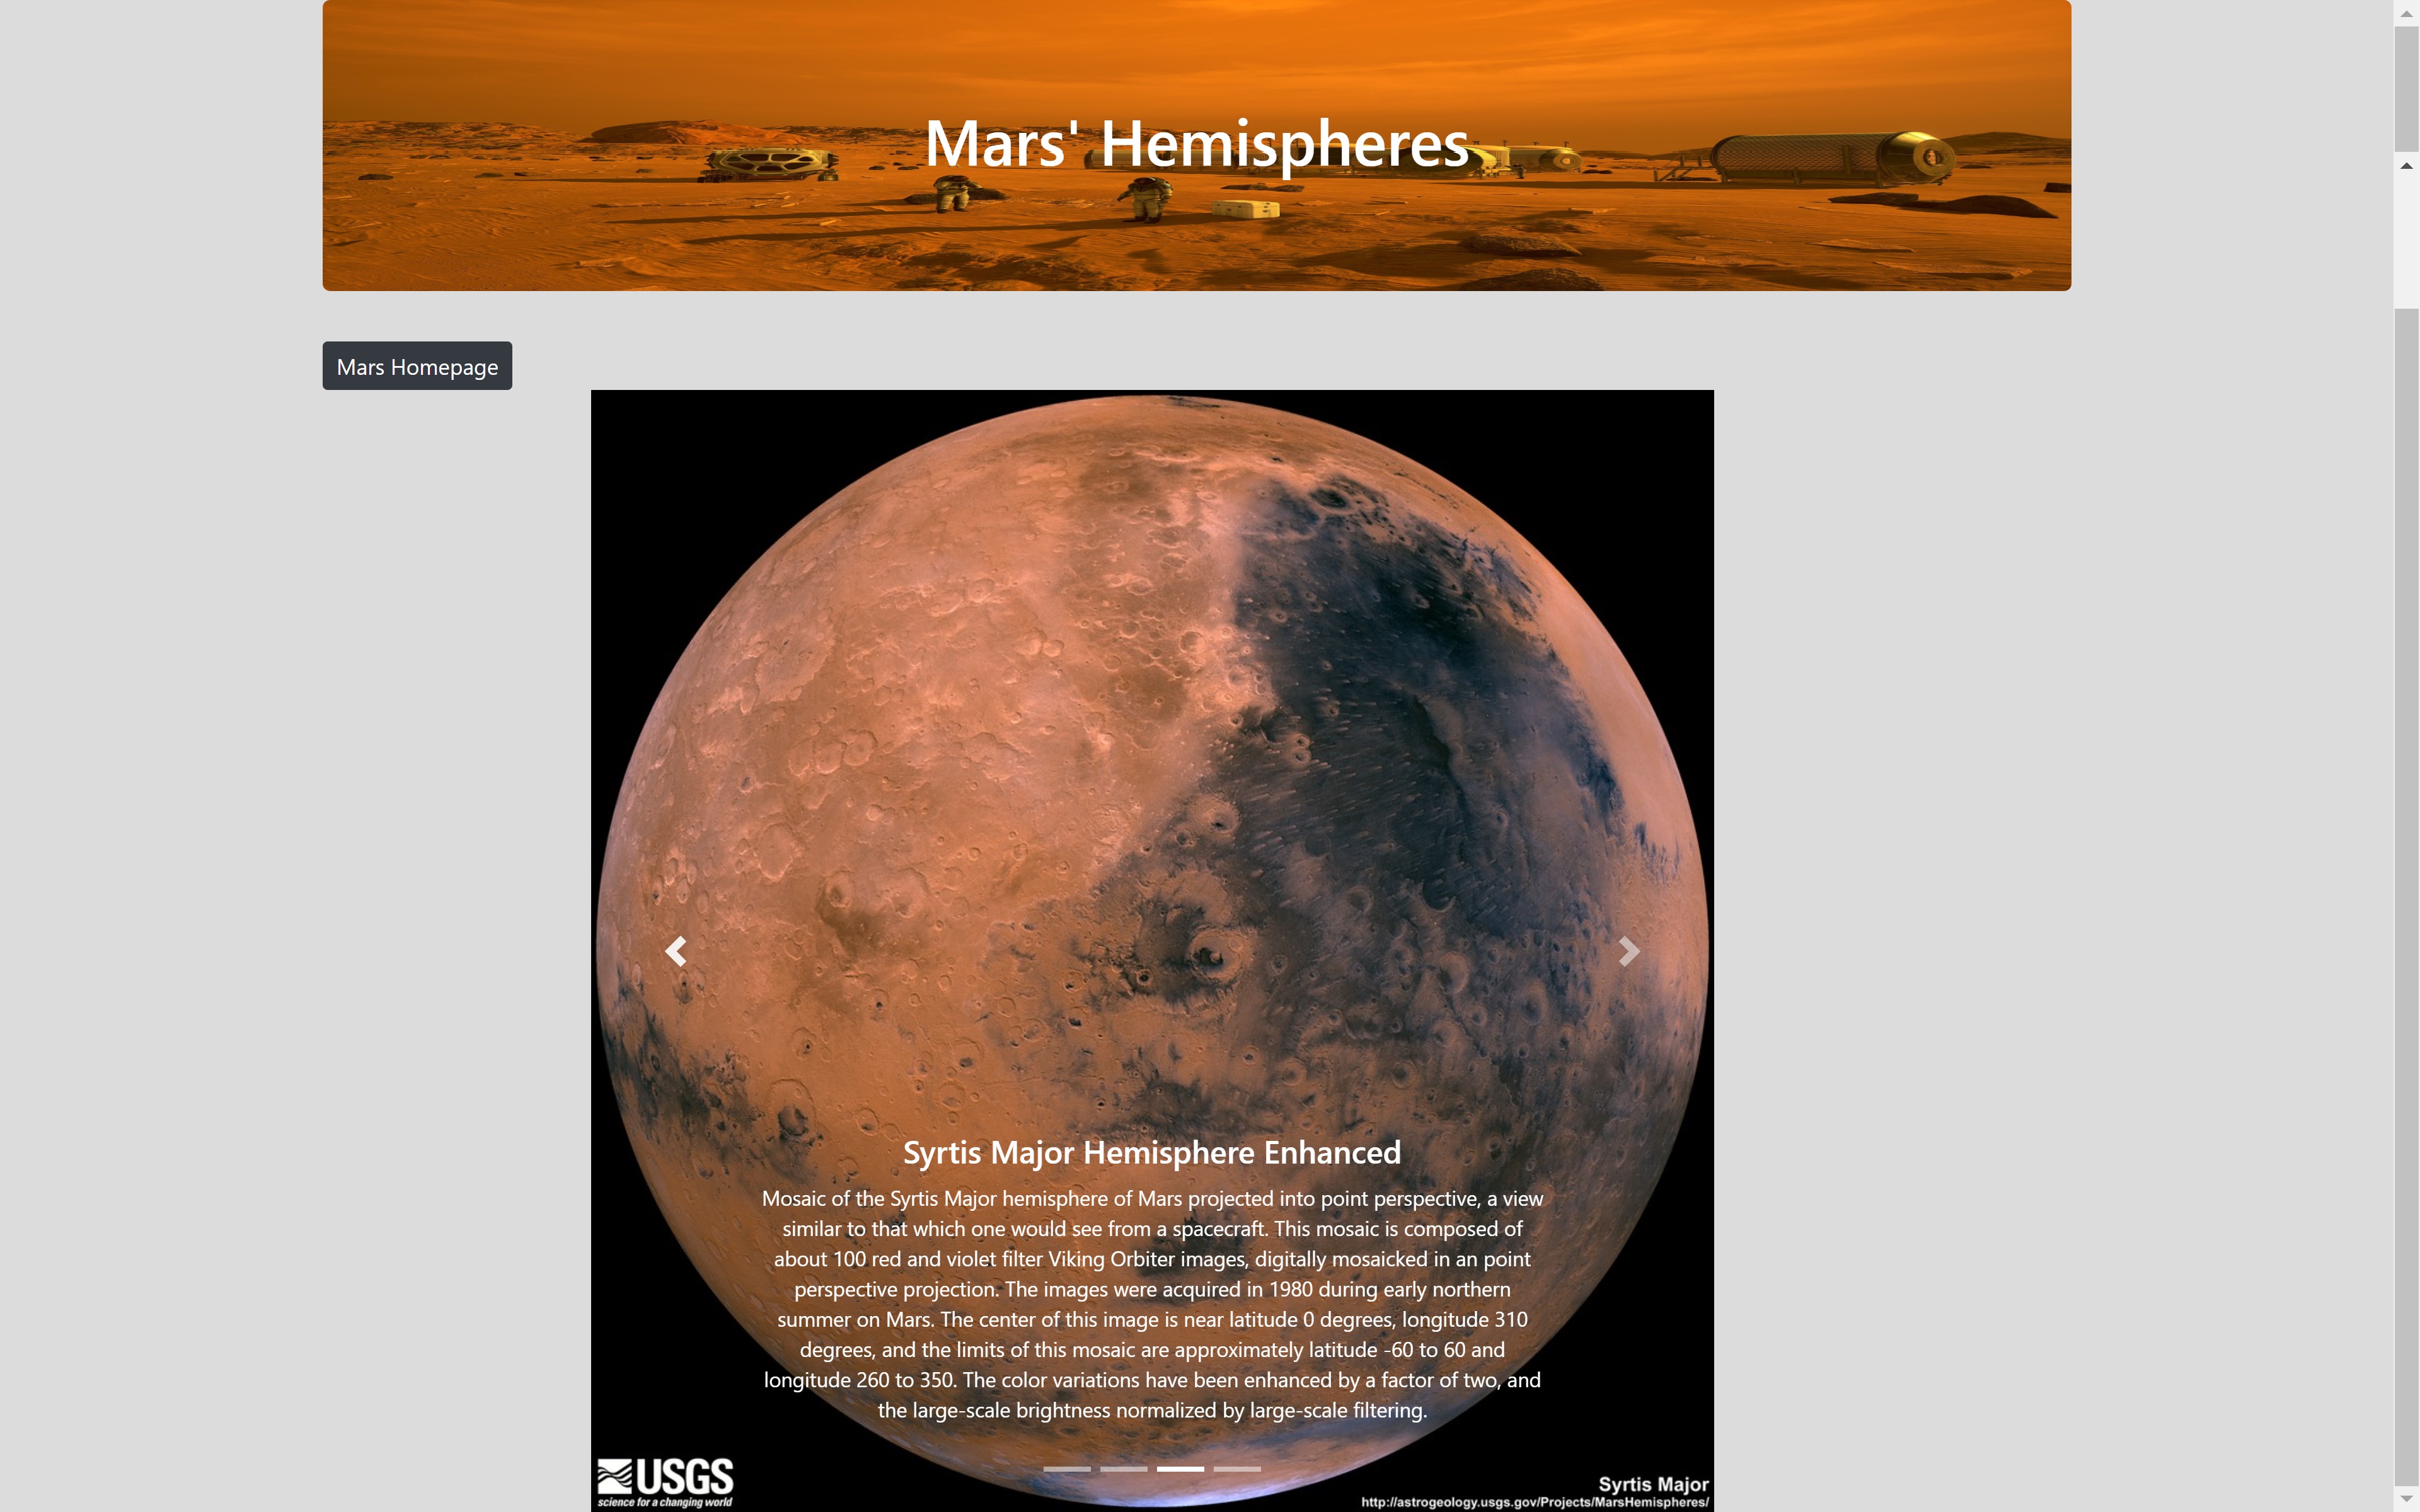 Mars' Hemispheres
Mars Homepage
Syrtis Major Hemisphere Enhanced
Mosaic of the Syrtis Major hemisphere of Mars projected into point perspective, a view
similar to that which one would see from a spacecraft. This mosaic is composed of
about 100 red and violet filter Viking Orbiter images, digitally mosaicked in an point
perspective projection. The images were acquired in 1980 during early northern
summer on Mars. The center of this image is near latitude 0 degrees, longitude 310
degrees, and the limits of this mosaic are approximately latitude -60 to 60 and
longitude 260 to 350. The color variations have been enhanced by a factor of two, and
the large-scale brightness normalized by large-scale filtering.
USGS
science for a changing world
Syrtis Major
http://astrogeology.usgs.gov/Projects/MarsHemispheres/